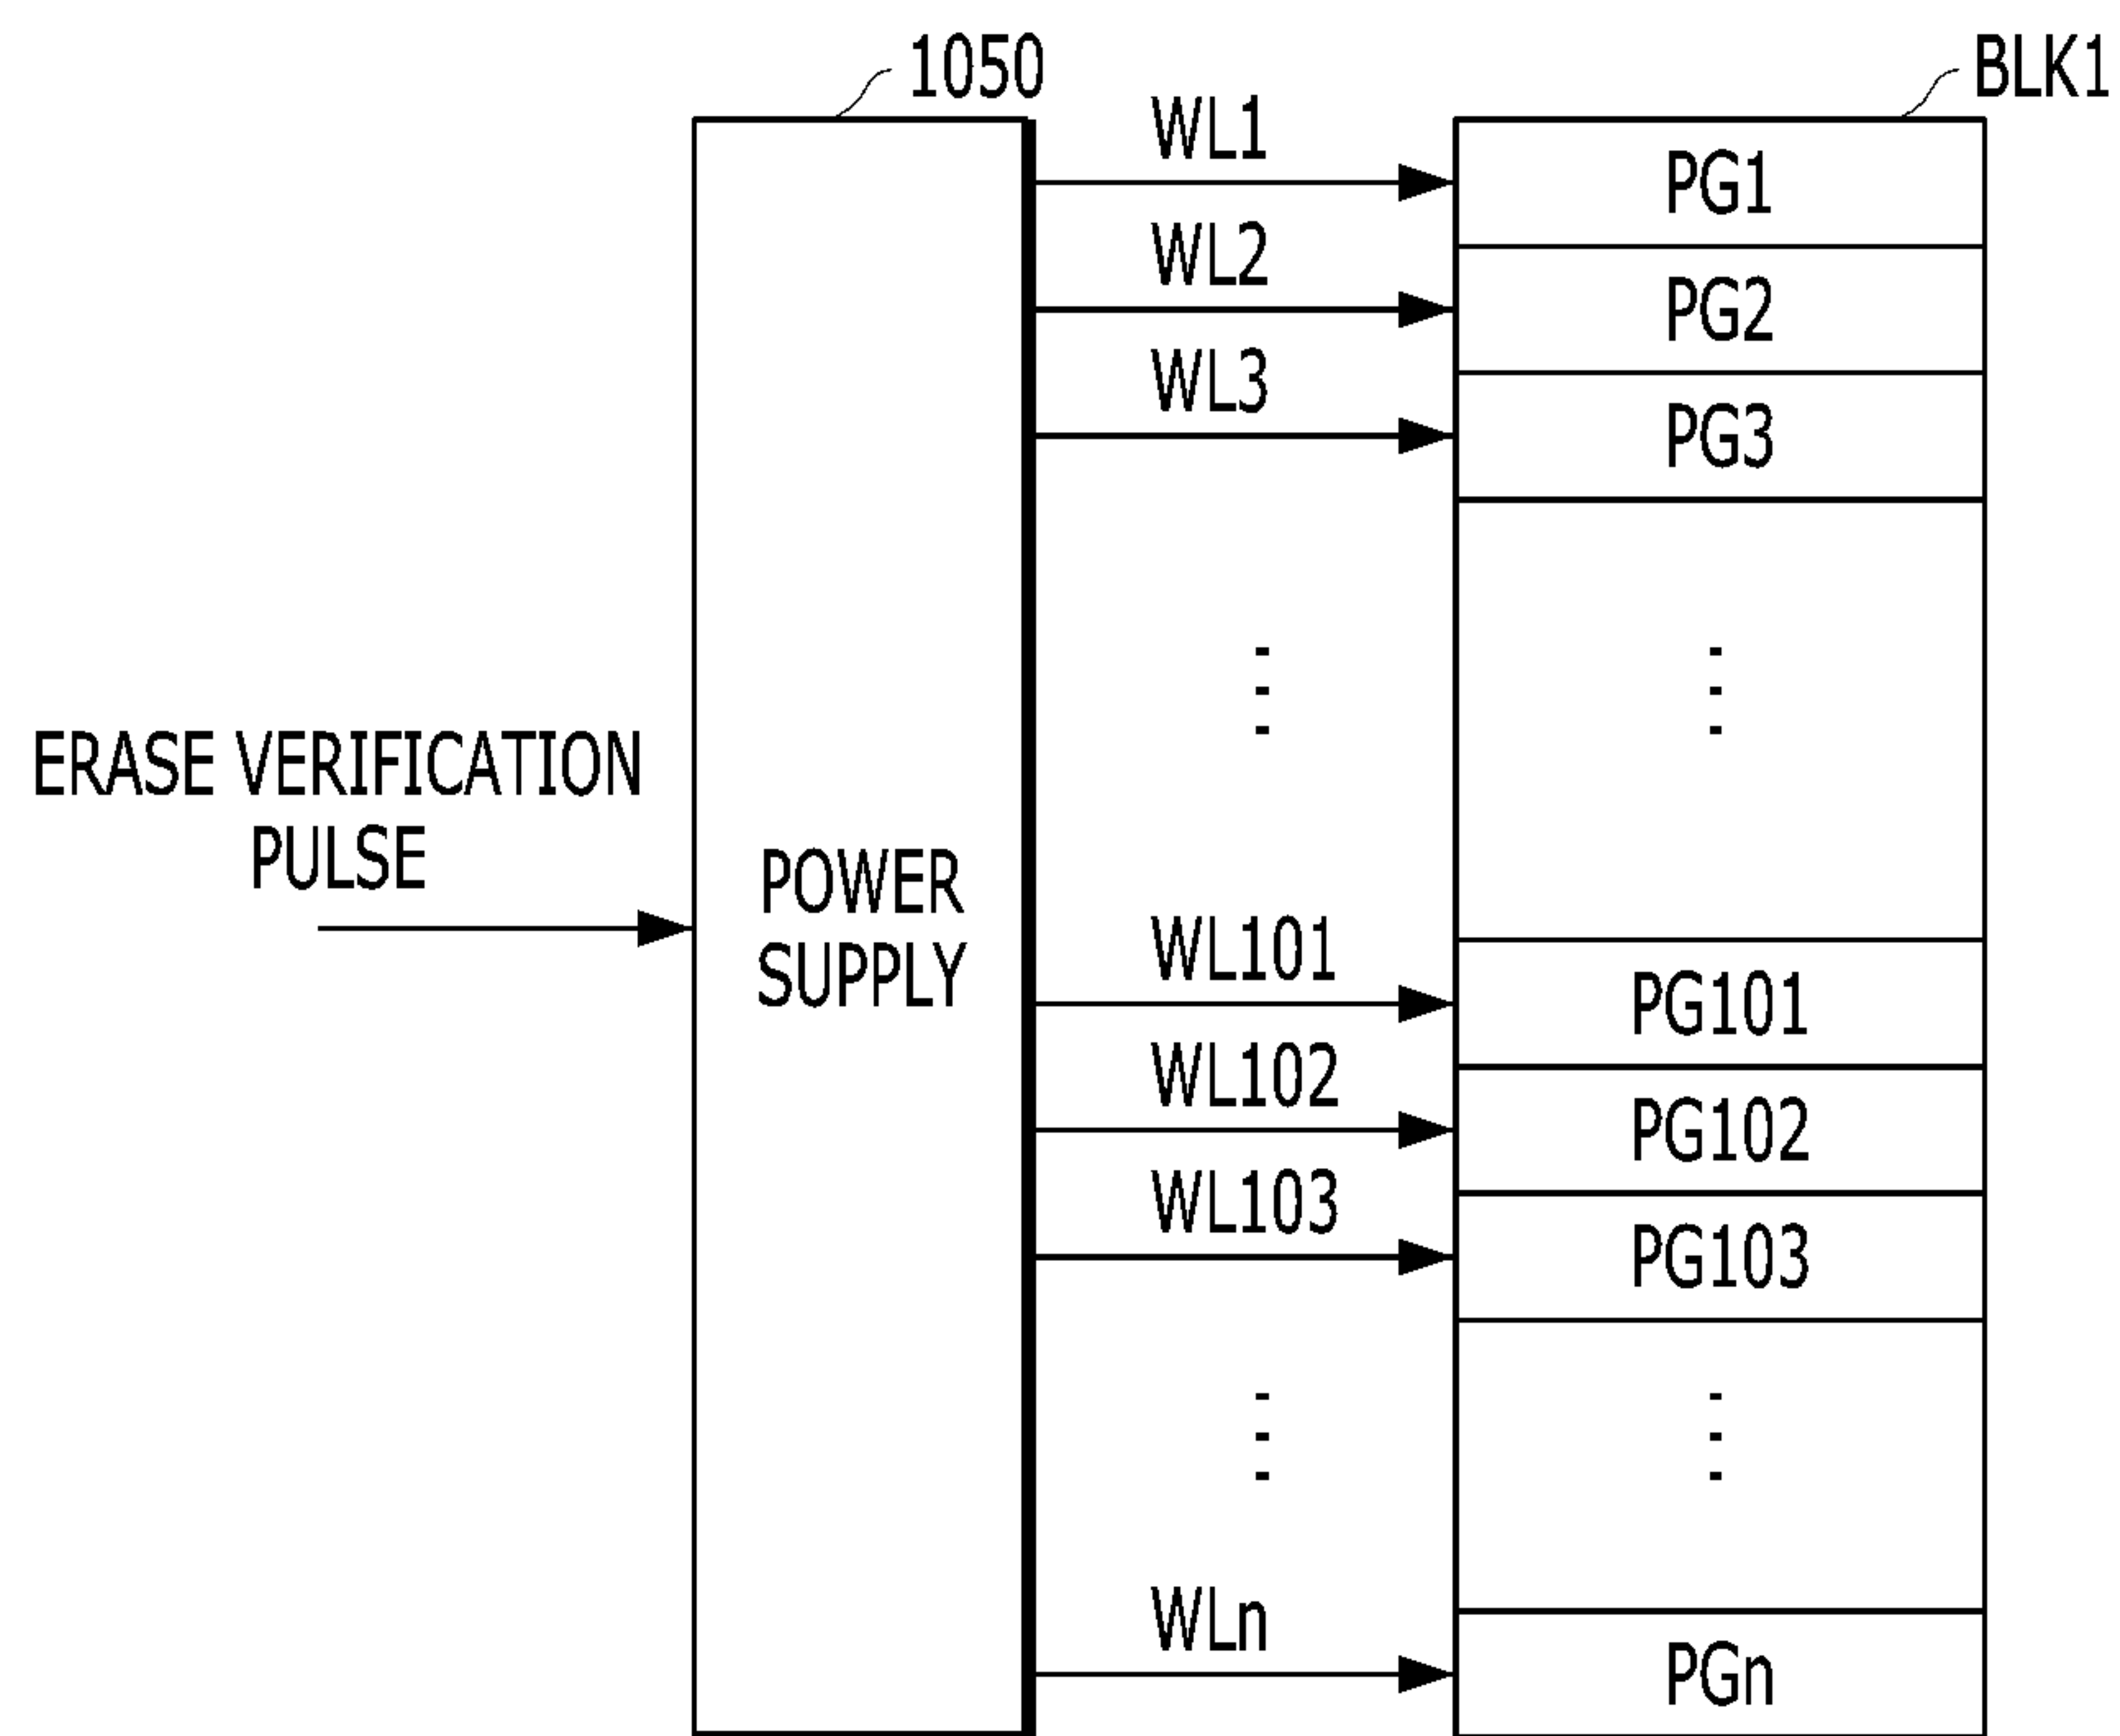 1050
BLK1
WL1
PG1
WL2
PG2
WL3
PG3
ERASE VERIFICATION
PULSE
POWER
SUPPLY
WL101
PG101
WL102
PG102
WL103
PG103
WLn
PGn